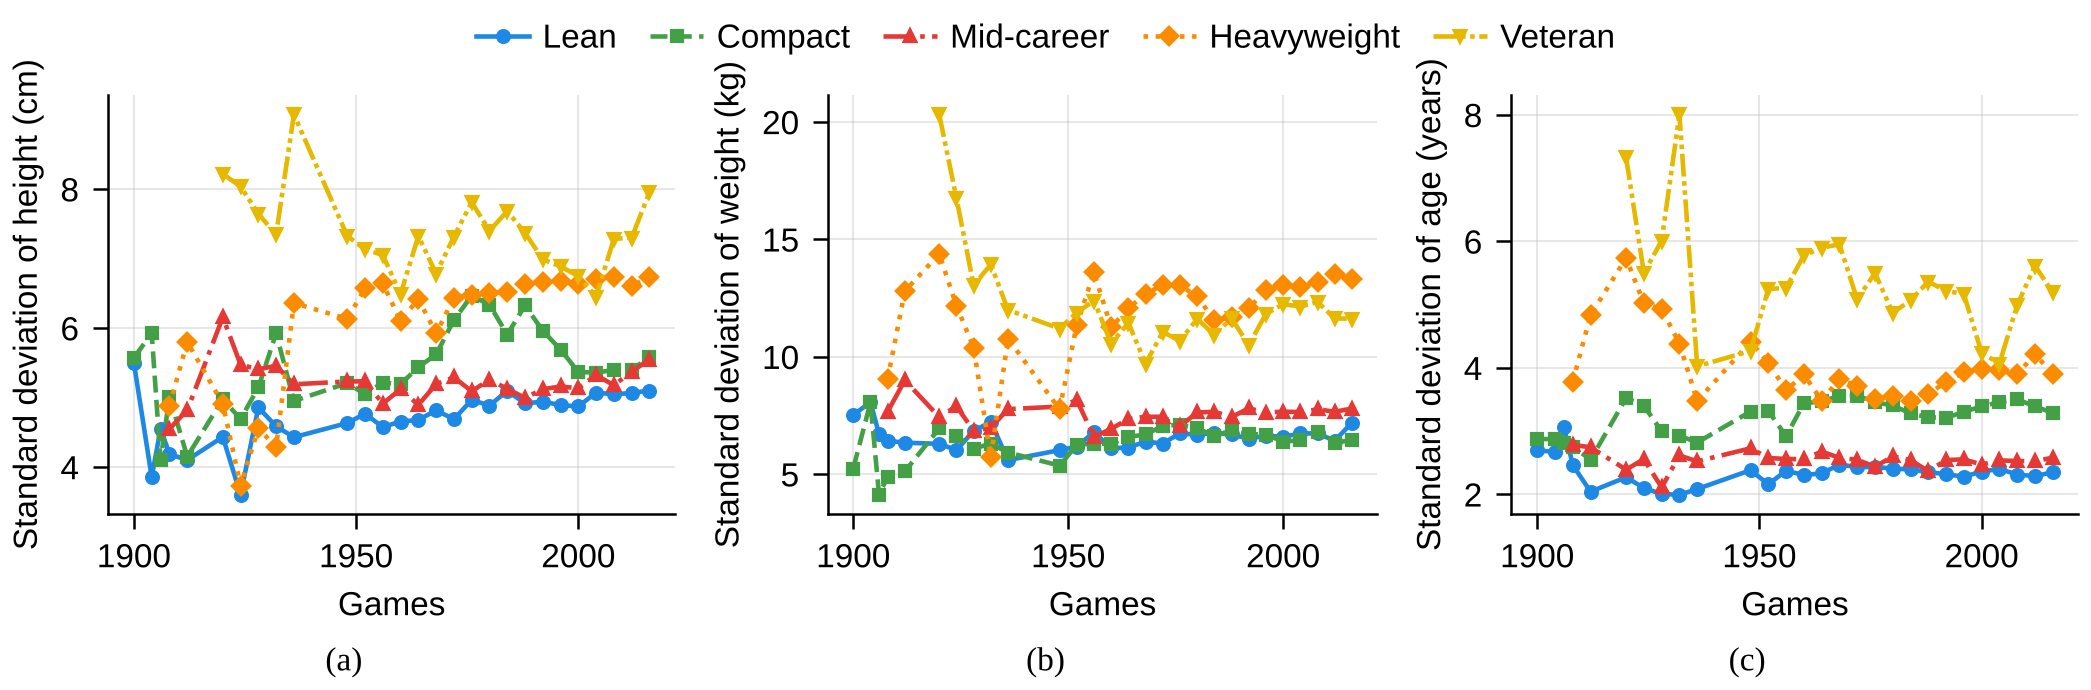 Lean Compact Mid-career Heavyweight Veteran
Standard deviation of height (cm)
8
6
4
1900 1950 2000
Games
(a)
Standard deviation of weight (kg)
20
15
10
5
1900 1950 2000
Games
(b)
Standard deviation of age (years)
8
6
4
2
1900 1950 2000
Games
(c)